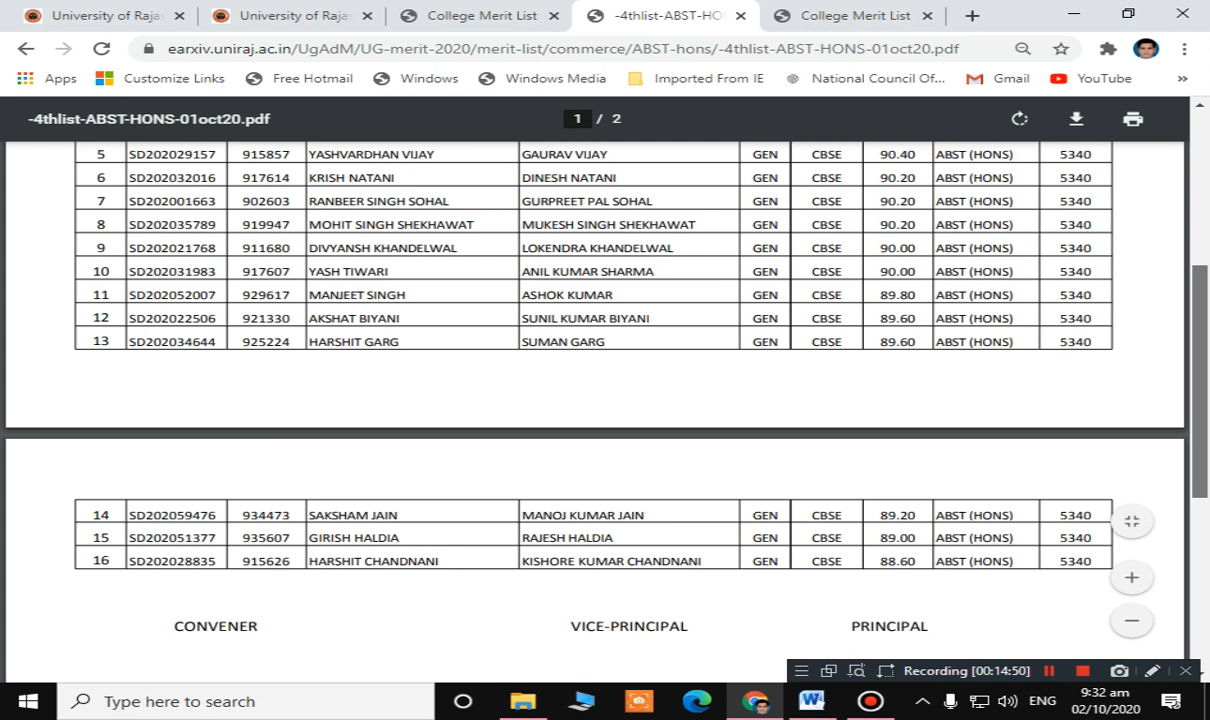 University of Raja × University of Raja × College Merit List × -4thlist-ABST-HO × College Merit List × +
earxiv.uniraj.ac.in/UgAdM/UG-merit-2020/merit-list/commerce/ABST-hons/-4thlist-ABST-HONS-01oct20.pdf
Apps Customize Links Free Hotmail Windows Windows Media Imported From IE National Council Of... Gmail YouTube »
-4thlist-ABST-HONS-01oct20.pdf 1 / 2
5 SD202029157 915857 YASHVARDHAN VIJAY GAURAV VIJAY GEN CBSE 90.40 ABST (HONS) 5340
6 SD202032016 917614 KRISH NATANI DINESH NATANI GEN CBSE 90.20 ABST (HONS) 5340
7 SD202001663 902603 RANBEER SINGH SOHAL GURPREET PAL SOHAL GEN CBSE 90.20 ABST (HONS) 5340
8 SD202035789 919947 MOHIT SINGH SHEKHAWAT MUKESH SINGH SHEKHAWAT GEN CBSE 90.20 ABST (HONS) 5340
9 SD202021768 911680 DIVYANSH KHANDELWAL LOKENDRA KHANDELWAL GEN CBSE 90.00 ABST (HONS) 5340
10 SD202031983 917607 YASH TIWARI ANIL KUMAR SHARMA GEN CBSE 90.00 ABST (HONS) 5340
11 SD202052007 929617 MANJEET SINGH ASHOK KUMAR GEN CBSE 89.80 ABST (HONS) 5340
12 SD202022506 921330 AKSHAT BIYANI SUNIL KUMAR BIYANI GEN CBSE 89.60 ABST (HONS) 5340
13 SD202034644 925224 HARSHIT GARG SUMAN GARG GEN CBSE 89.60 ABST (HONS) 5340
14 SD202059476 934473 SAKSHAM JAIN MANOJ KUMAR JAIN GEN CBSE 89.20 ABST (HONS) 5340
15 SD202051377 935607 GIRISH HALDIA RAJESH HALDIA GEN CBSE 89.00 ABST (HONS) 5340
16 SD202028835 915626 HARSHIT CHANDNANI KISHORE KUMAR CHANDNANI GEN CBSE 88.60 ABST (HONS) 5340
CONVENER VICE-PRINCIPAL PRINCIPAL
Recording [00:14:50]
Type here to search ENG 9:32 am
02/10/2020